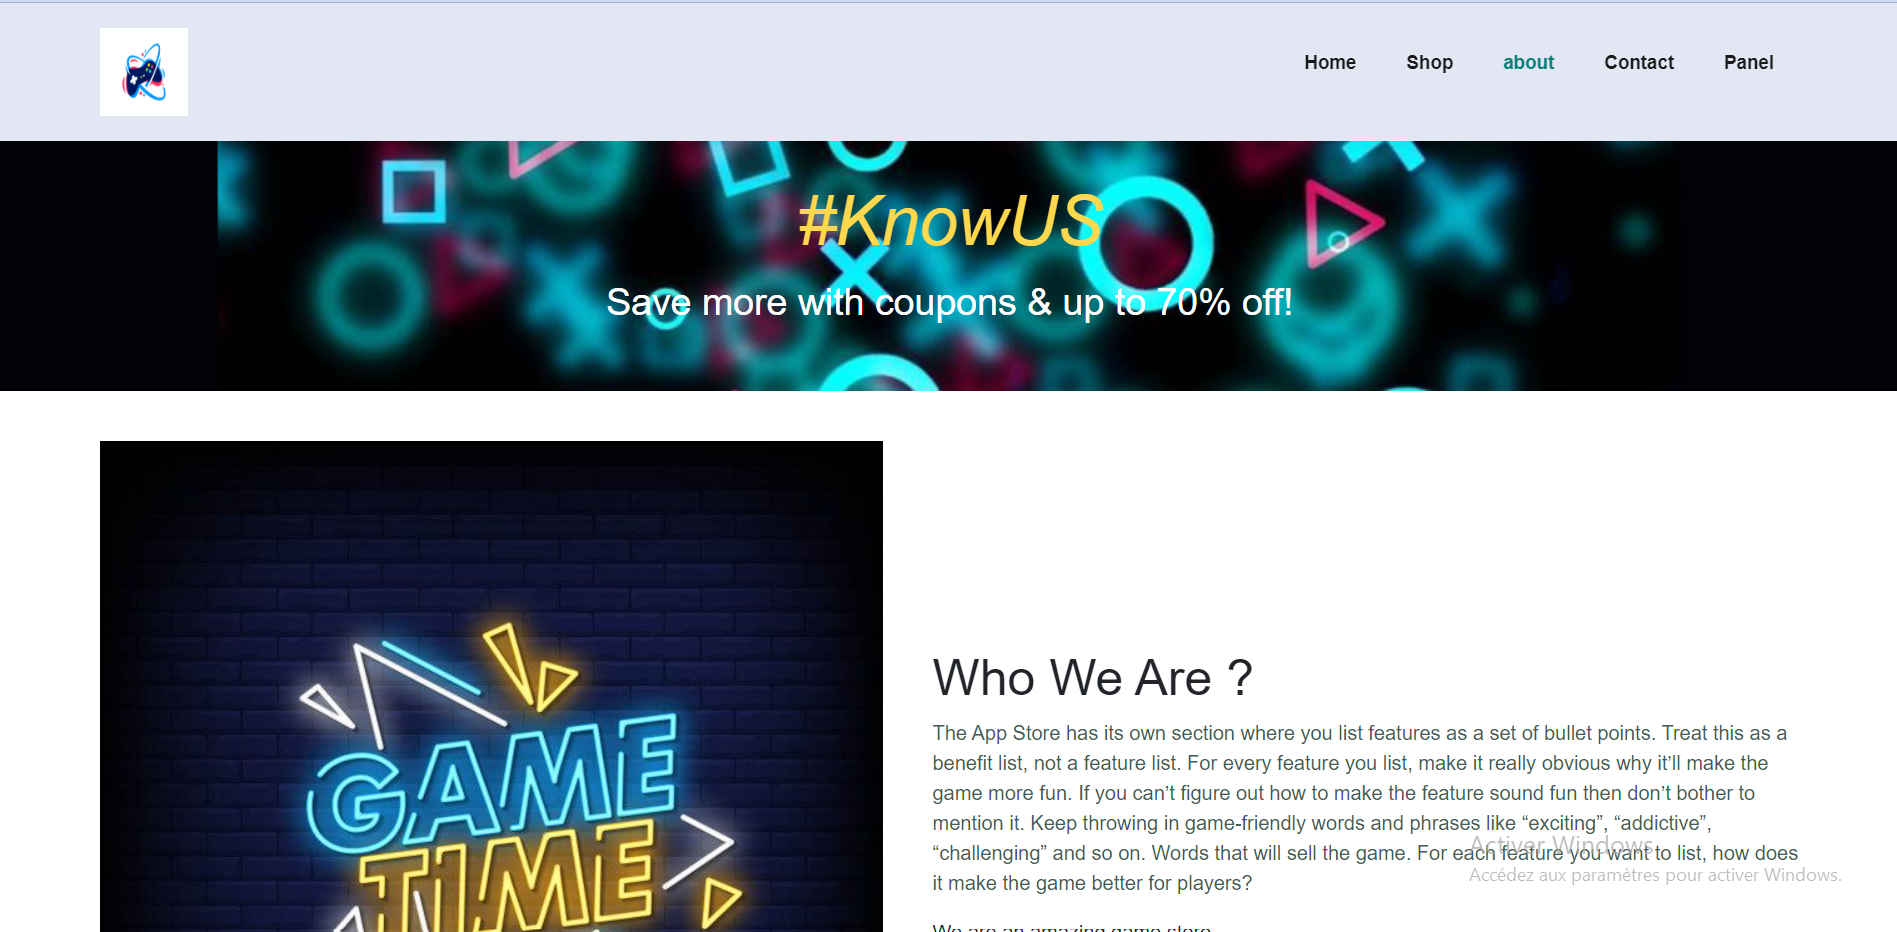 Home Shop about Contact Panel
#KnowUS
Save more with coupons & up to 70% off!
GAME
TIME
Who We Are ?
The App Store has its own section where you list features as a set of bullet points. Treat this as a
benefit list, not a feature list. For every feature you list, make it really obvious why it’ll make the
game more fun. If you can’t figure out how to make the feature sound fun then don’t bother to
mention it. Keep throwing in game-friendly words and phrases like “exciting”, “addictive”,
“challenging” and so on. Words that will sell the game. For each feature you want to list, how does
it make the game better for players?
We are an amazing game store
Activer Windows
Accédez aux paramètres pour activer Windows.